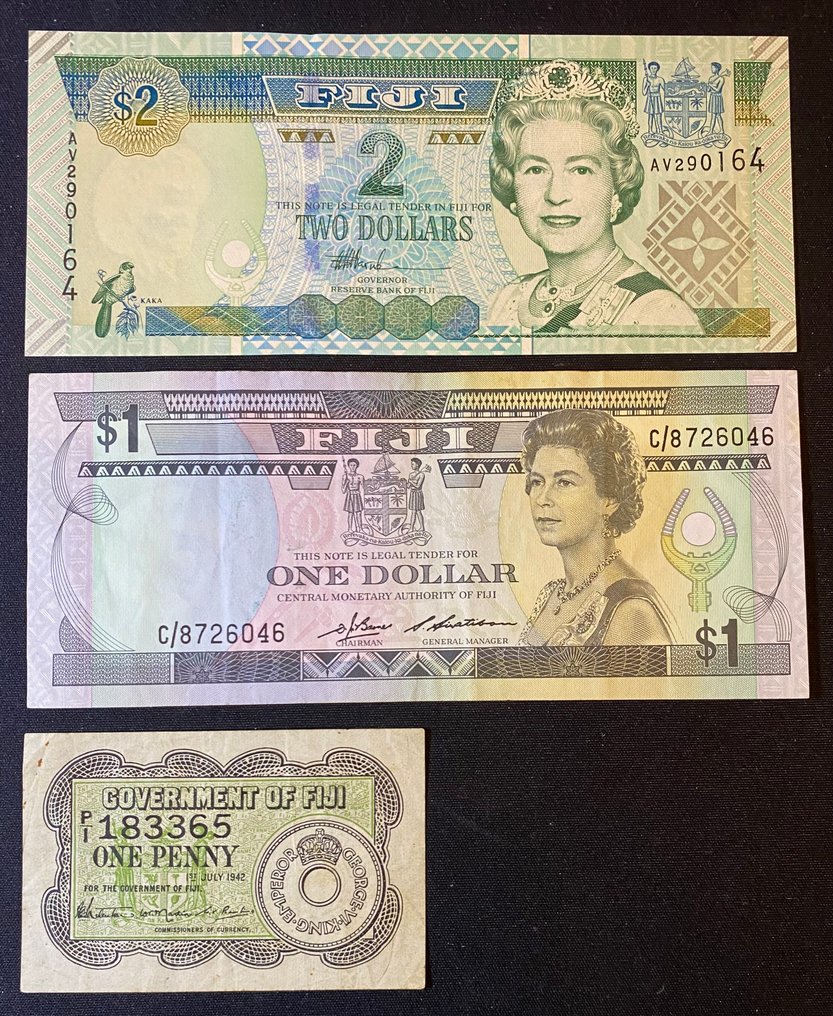 $2
FIJI
AV290164
2
AV290164
THIS NOTE IS LEGAL TENDER IN FIJI FOR
TWO DOLLARS
GOVERNOR
RESERVE BANK OF FIJI
KAKA
$1
FIJI
C/8726046
THIS NOTE IS LEGAL TENDER FOR
ONE DOLLAR
CENTRAL MONETARY AUTHORITY OF FIJI
C/8726046
CHAIRMAN
GENERAL MANAGER
$1
GOVERNMENT OF FIJI
P/1 183365
ONE PENNY
1ST JULY 1942
FOR THE GOVERNMENT OF FIJI.
COMMISSIONERS OF CURRENCY.
GEORGE VI·KING·EMPEROR